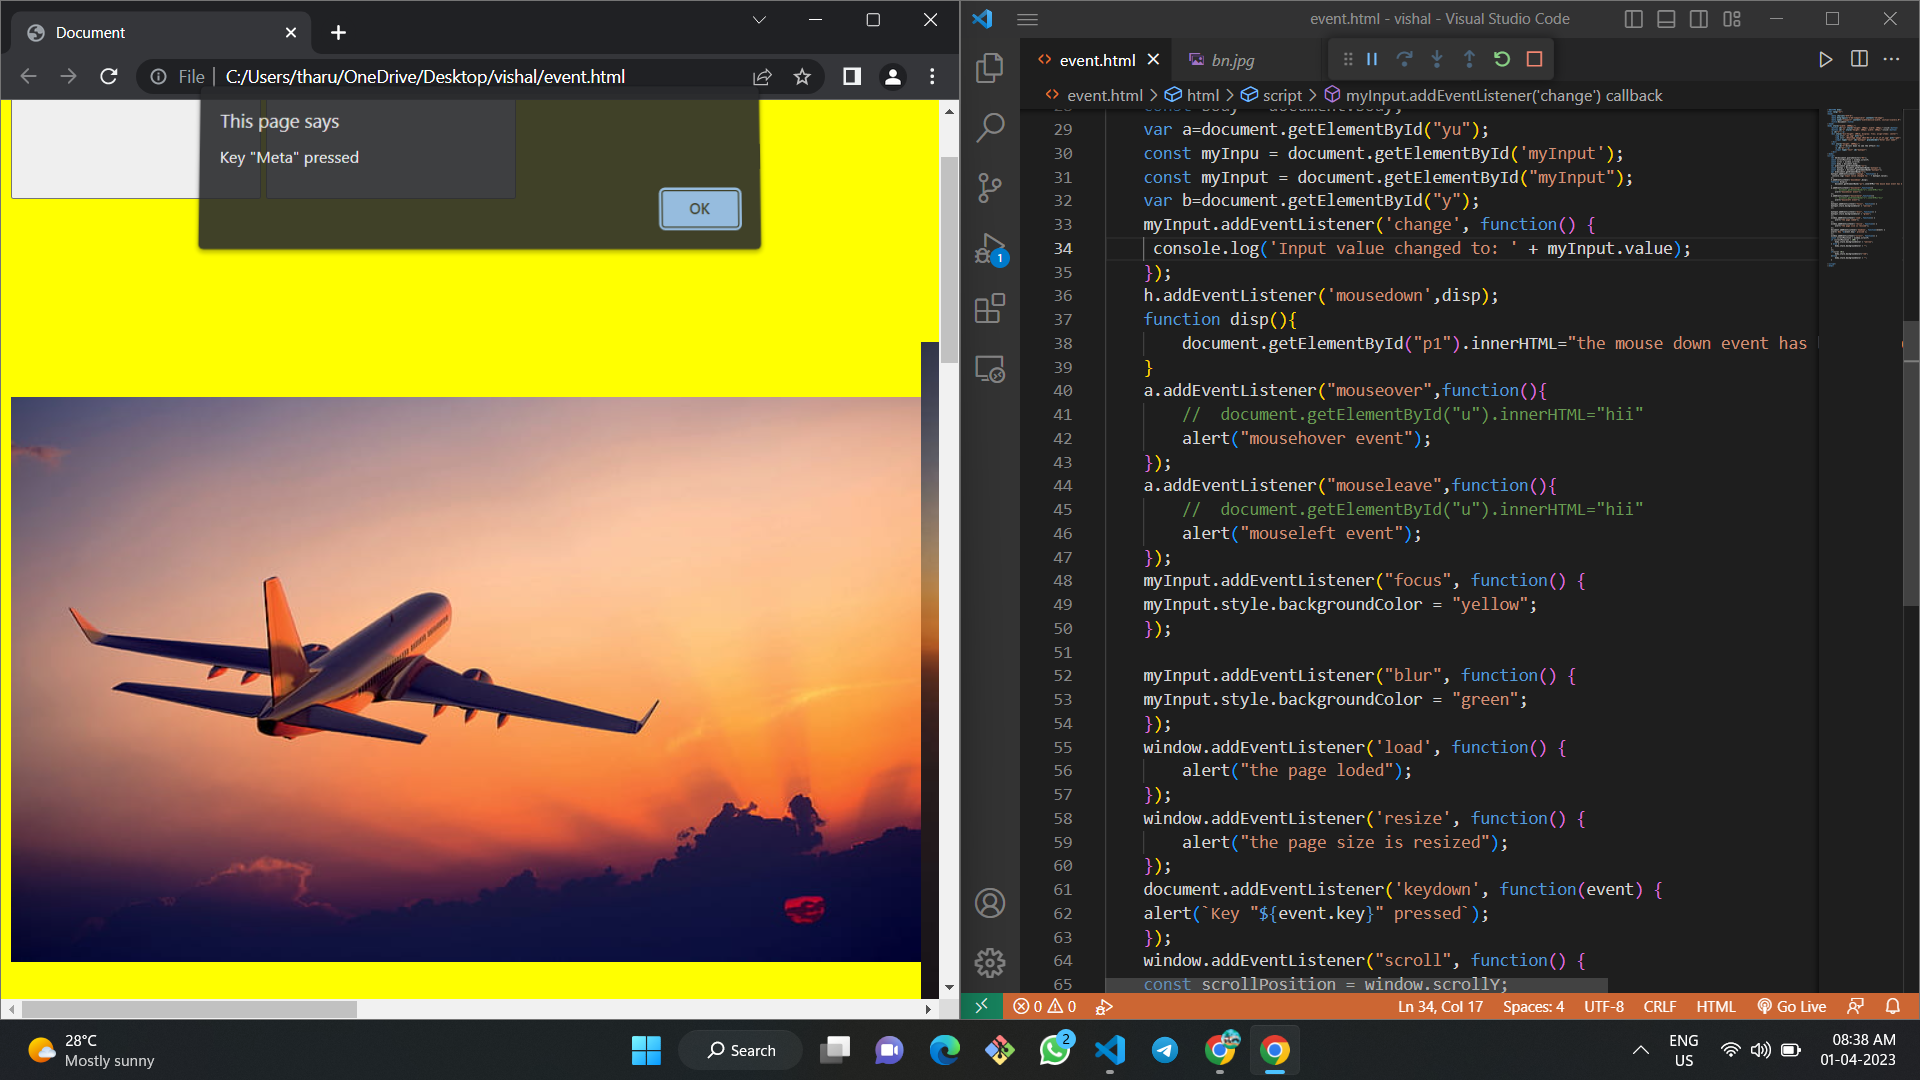 Document
File
C:/Users/tharu/OneDrive/Desktop/vishal/event.html
This page says
Key "Meta" pressed
OK
event.html - vishal - Visual Studio Code
event.html
bn.jpg
event.html > html > script > myInput.addEventListener('change') callback
29 var a=document.getElementById("yu");
30 const myInpu = document.getElementById('myInput');
31 const myInput = document.getElementById("myInput");
32 var b=document.getElementById("y");
33 myInput.addEventListener('change', function() {
34 console.log('Input value changed to: ' + myInput.value);
35 });
36 h.addEventListener('mousedown',disp);
37 function disp(){
38 document.getElementById("p1").innerHTML="the mouse down event has
39 }
40 a.addEventListener("mouseover",function(){
41 // document.getElementById("u").innerHTML="hii"
42 alert("mousehover event");
43 });
44 a.addEventListener("mouseleave",function(){
45 // document.getElementById("u").innerHTML="hii"
46 alert("mouseleft event");
47 });
48 myInput.addEventListener("focus", function() {
49 myInput.style.backgroundColor = "yellow";
50 });
51
52 myInput.addEventListener("blur", function() {
53 myInput.style.backgroundColor = "green";
54 });
55 window.addEventListener('load', function() {
56 alert("the page loded");
57 });
58 window.addEventListener('resize', function() {
59 alert("the page size is resized");
60 });
61 document.addEventListener('keydown', function(event) {
62 alert(`Key "${event.key}" pressed`);
63 });
64 window.addEventListener("scroll", function() {
65 const scrollPosition = window.scrollY;
1
0 0
Ln 34, Col 17
Spaces: 4
UTF-8
CRLF
HTML
Go Live
28°C
Mostly sunny
Search
2
ENG
US
08:38 AM
01-04-2023